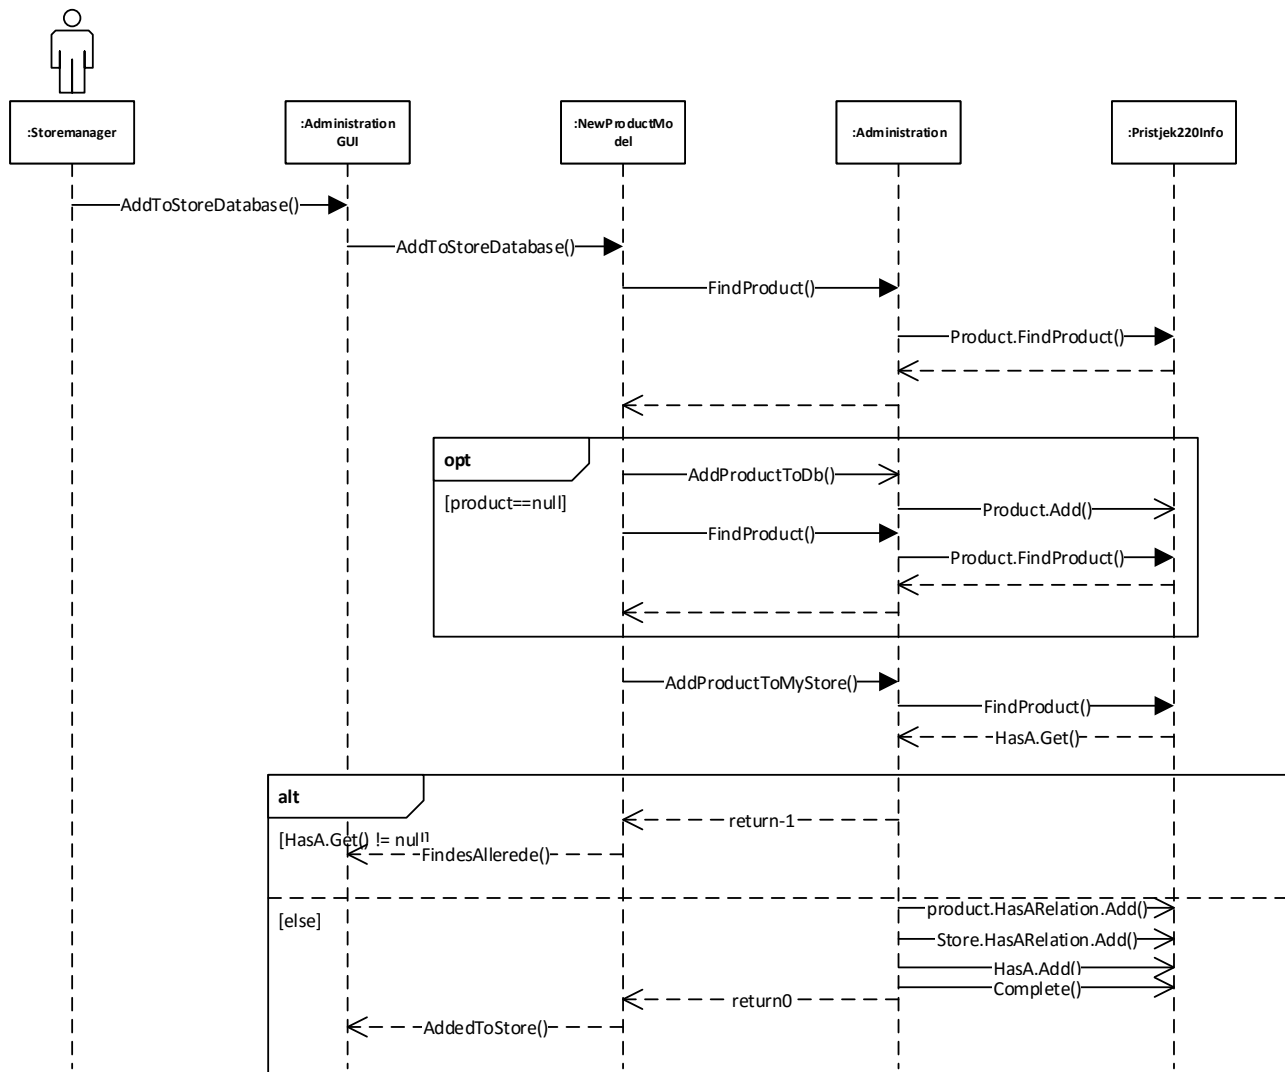 :Storemanager
:Administration
GUI
:NewProductMo
del
:Administration
:Pristjek220Info
AddToStoreDatabase()
AddToStoreDatabase()
FindProduct()
Product.FindProduct()
opt
[product==null]
AddProductToDb()
Product.Add()
FindProduct()
Product.FindProduct()
AddProductToMyStore()
FindProduct()
HasA.Get()
alt
[HasA.Get() != null]
return-1
FindesAllerede()
[else]
product.HasARelation.Add()
Store.HasARelation.Add()
HasA.Add()
Complete()
return0
AddedToStore()